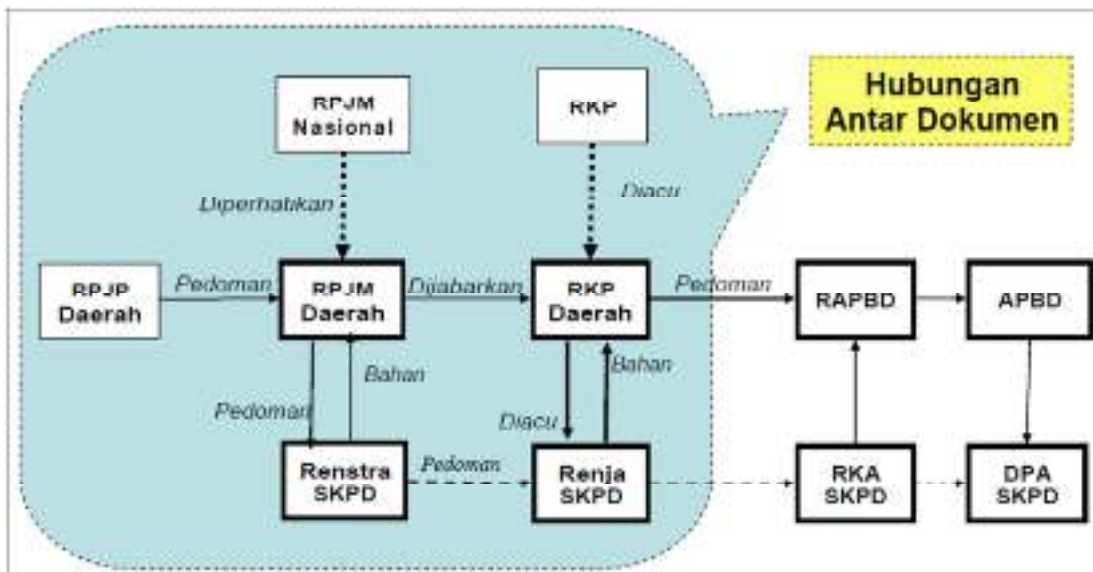 RPJM
Nasional
RKP
Hubungan
Antar Dokumen
Diperhatikan
Diacu
RPJP
Daerah
Pedoman
RPJM
Daerah
Dijabarkan
RKP
Daerah
Pedoman
RAPBD
APBD
Pedoman
Bahan
Diacu
Bahan
Renstra
SKPD
Pedoman
Renja
SKPD
RKA
SKPD
DPA
SKPD